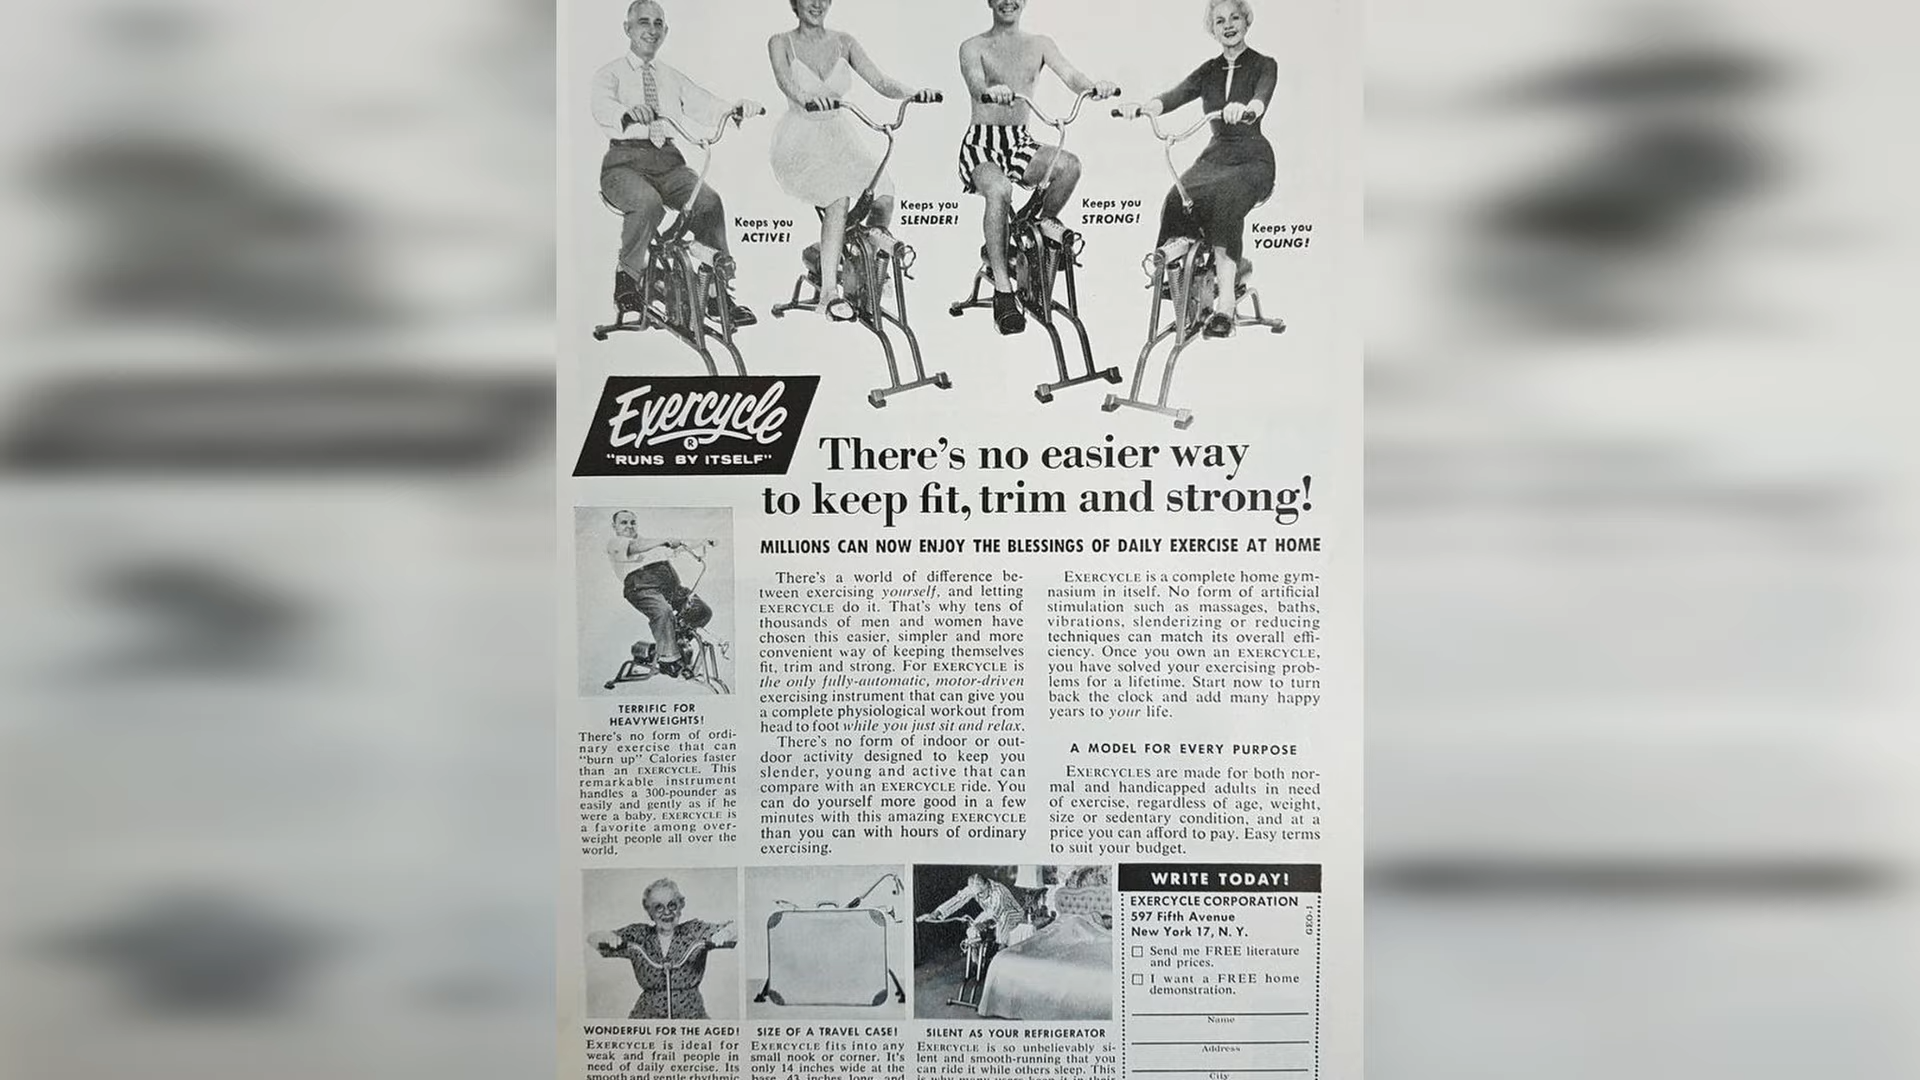 Keeps you
ACTIVE!
Keeps you
SLENDER!
Keeps you
STRONG!
Keeps you
YOUNG!
Exercycle
®
"RUNS BY ITSELF"
There's no easier way
to keep fit, trim and strong!
MILLIONS CAN NOW ENJOY THE BLESSINGS OF DAILY EXERCISE AT HOME
TERRIFIC FOR
HEAVYWEIGHTS!
There's no form of ordi-
nary exercise that can
"burn up" Calories faster
than an EXERCYCLE. This
remarkable instrument
handles a 300-pounder as
easily and gently as if he
were a baby. EXERCYCLE is
a favorite among over-
weight people all over the
world.
There's a world of difference be-
tween exercising yourself, and letting
EXERCYCLE do it. That's why tens of
thousands of men and women have
chosen this easier, simpler and more
convenient way of keeping themselves
fit, trim and strong. For EXERCYCLE is
the only fully-automatic, motor-driven
exercising instrument that can give you
a complete physiological workout from
head to foot while you just sit and relax.
There's no form of indoor or out-
door activity designed to keep you
slender, young and active that can
compare with an EXERCYCLE ride. You
can do yourself more good in a few
minutes with this amazing EXERCYCLE
than you can with hours of ordinary
exercising.
EXERCYCLE is a complete home gym-
nasium in itself. No form of artificial
stimulation such as massages, baths,
vibrations, slenderizing or reducing
techniques can match its overall effi-
ciency. Once you own an EXERCYCLE,
you have solved your exercising prob-
lems for a lifetime. Start now to turn
back the clock and add many happy
years to your life.
A MODEL FOR EVERY PURPOSE
EXERCYCLES are made for both nor-
mal and handicapped adults in need
of exercise, regardless of age, weight,
size or sedentary condition, and at a
price you can afford to pay. Easy terms
to suit your budget.
WONDERFUL FOR THE AGED!
EXERCYCLE is ideal for
weak and frail people in
need of daily exercise. Its
smooth and gentle rhythmic
SIZE OF A TRAVEL CASE!
EXERCYCLE fits into any
small nook or corner. It's
only 14 inches wide at the
base, 43 inches long, and
SILENT AS YOUR REFRIGERATOR
EXERCYCLE is so unbelievably si-
lent and smooth-running that you
can ride it while others sleep. This
is why many users keep it in their
WRITE TODAY!
EXERCYCLE CORPORATION
597 Fifth Avenue
New York 17, N. Y.
GEO-1
Send me FREE literature
and prices.
I want a FREE home
demonstration.
Name
Address
City